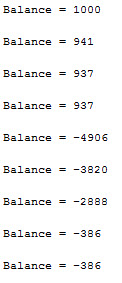 Balance = 1000
Balance = 941
Balance = 937
Balance = 937
Balance = -4906
Balance = -3820
Balance = -2888
Balance = -386
Balance = -386